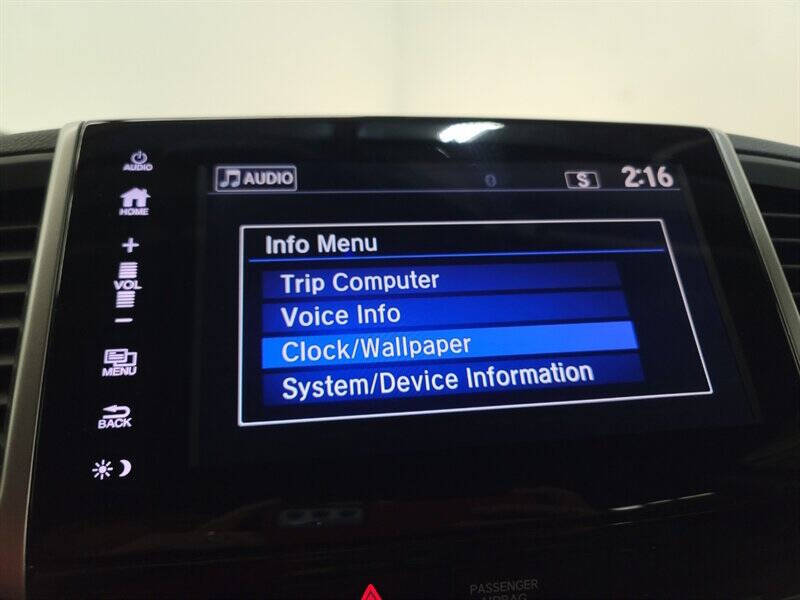 AUDIO
AUDIO
S
2:16
HOME
Info Menu
+
Trip Computer
VOL
Voice Info
–
Clock/Wallpaper
MENU
System/Device Information
BACK
PASSENGER
AIRBAG